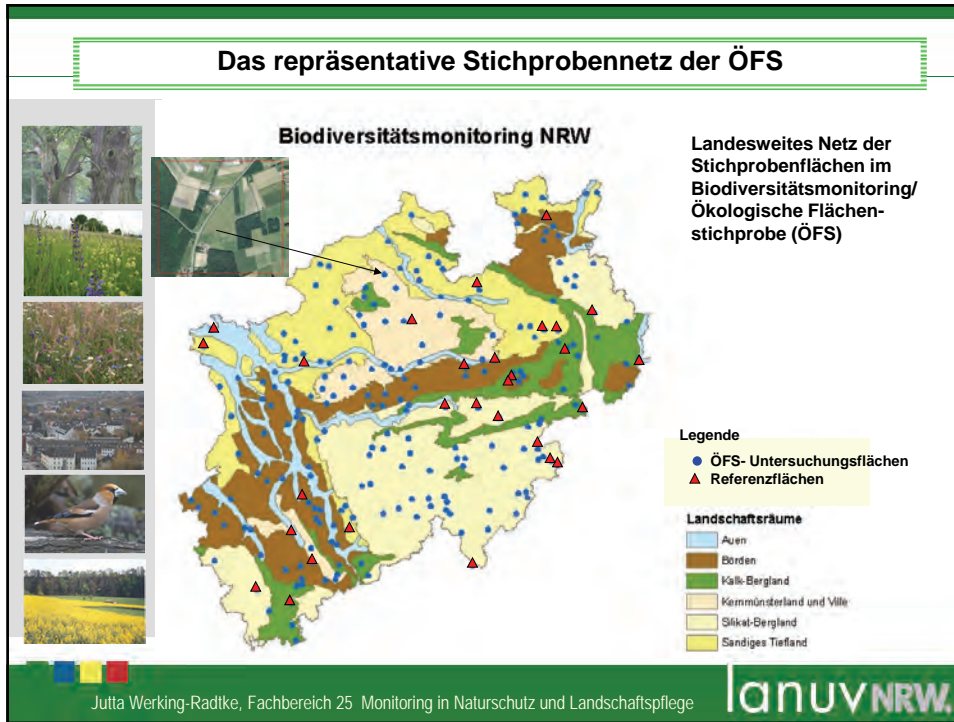 Das repräsentative Stichprobennetz der ÖFS
Biodiversitätsmonitoring NRW
Landesweites Netz der
Stichprobenflächen im
Biodiversitätsmonitoring/
Ökologische Flächen-
stichprobe (ÖFS)
Legende
ÖFS- Untersuchungsflächen
Referenzflächen
Landschaftsräume
Auen
Börden
Kalk-Bergland
Kernmünsterland und Ville
Silikat-Bergland
Sandiges Tiefland
Jutta Werking-Radtke, Fachbereich 25 Monitoring in Naturschutz und Landschaftspflege
lanuvNRW.